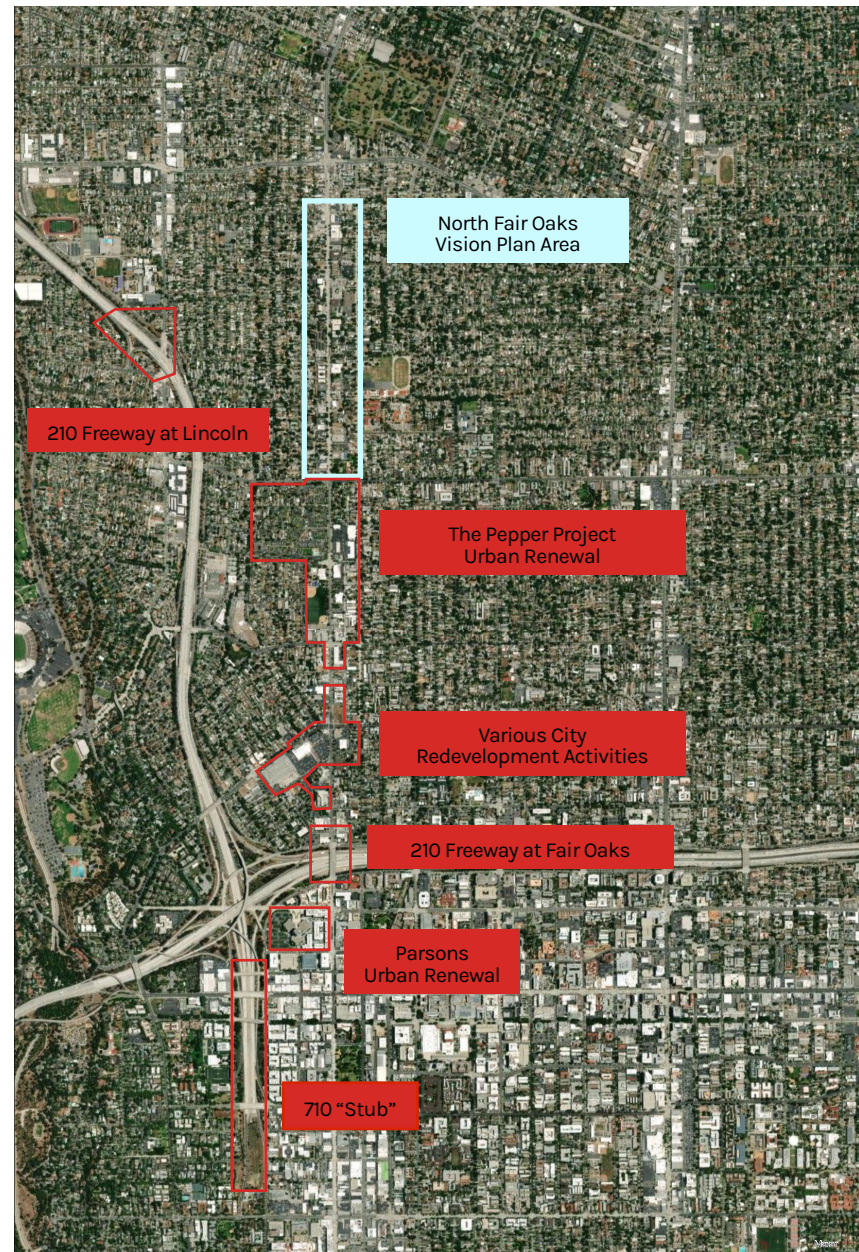 North Fair Oaks
Vision Plan Area
210 Freeway at Lincoln
The Pepper Project
Urban Renewal
Various City
Redevelopment Activities
210 Freeway at Fair Oaks
Parsons
Urban Renewal
710 “Stub”